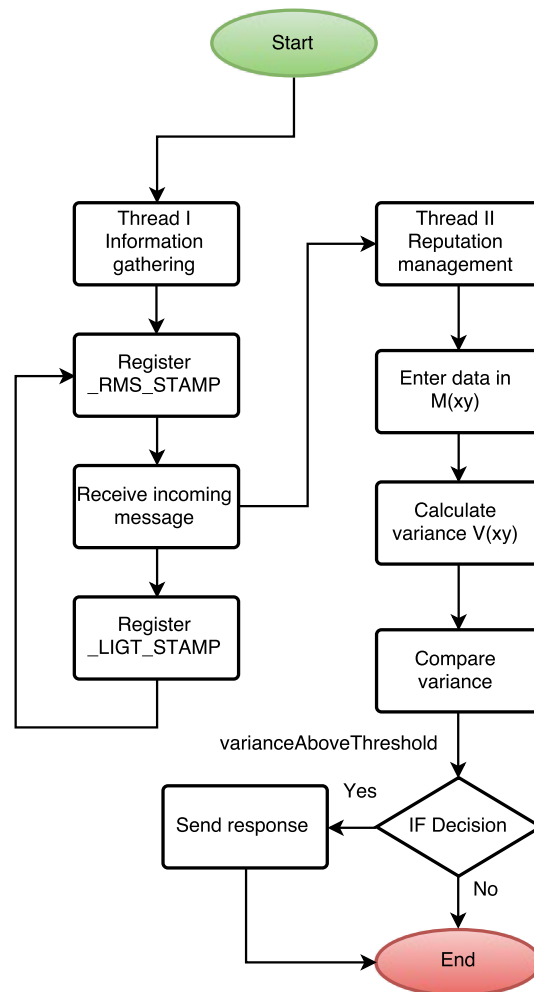 Start
Thread I
Information
gathering
Thread II
Reputation
management
Register
_RMS_STAMP
Enter data in
M(xy)
Receive incoming
message
Calculate
variance V(xy)
Register
_LIGT_STAMP
Compare
variance
varianceAboveThreshold
Yes
Send response
IF Decision
No
End